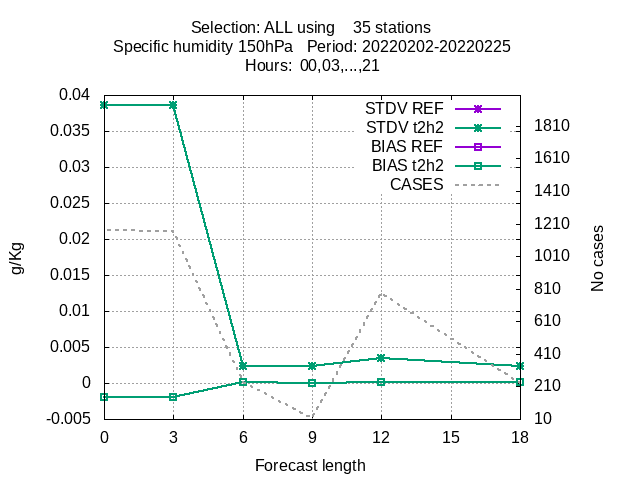 Selection: ALL using    35 stations
Specific humidity 150hPa   Period: 20220202-20220225
Hours:  00,03,...,21
0.04
0.035
0.03
0.025
0.02
0.015
0.01
0.005
0
-0.005
g/Kg
STDV REF
STDV t2h2
BIAS REF
BIAS t2h2
CASES
1810
1610
1410
1210
1010
810
610
410
210
10
No cases
0 3 6 9 12 15 18
Forecast length